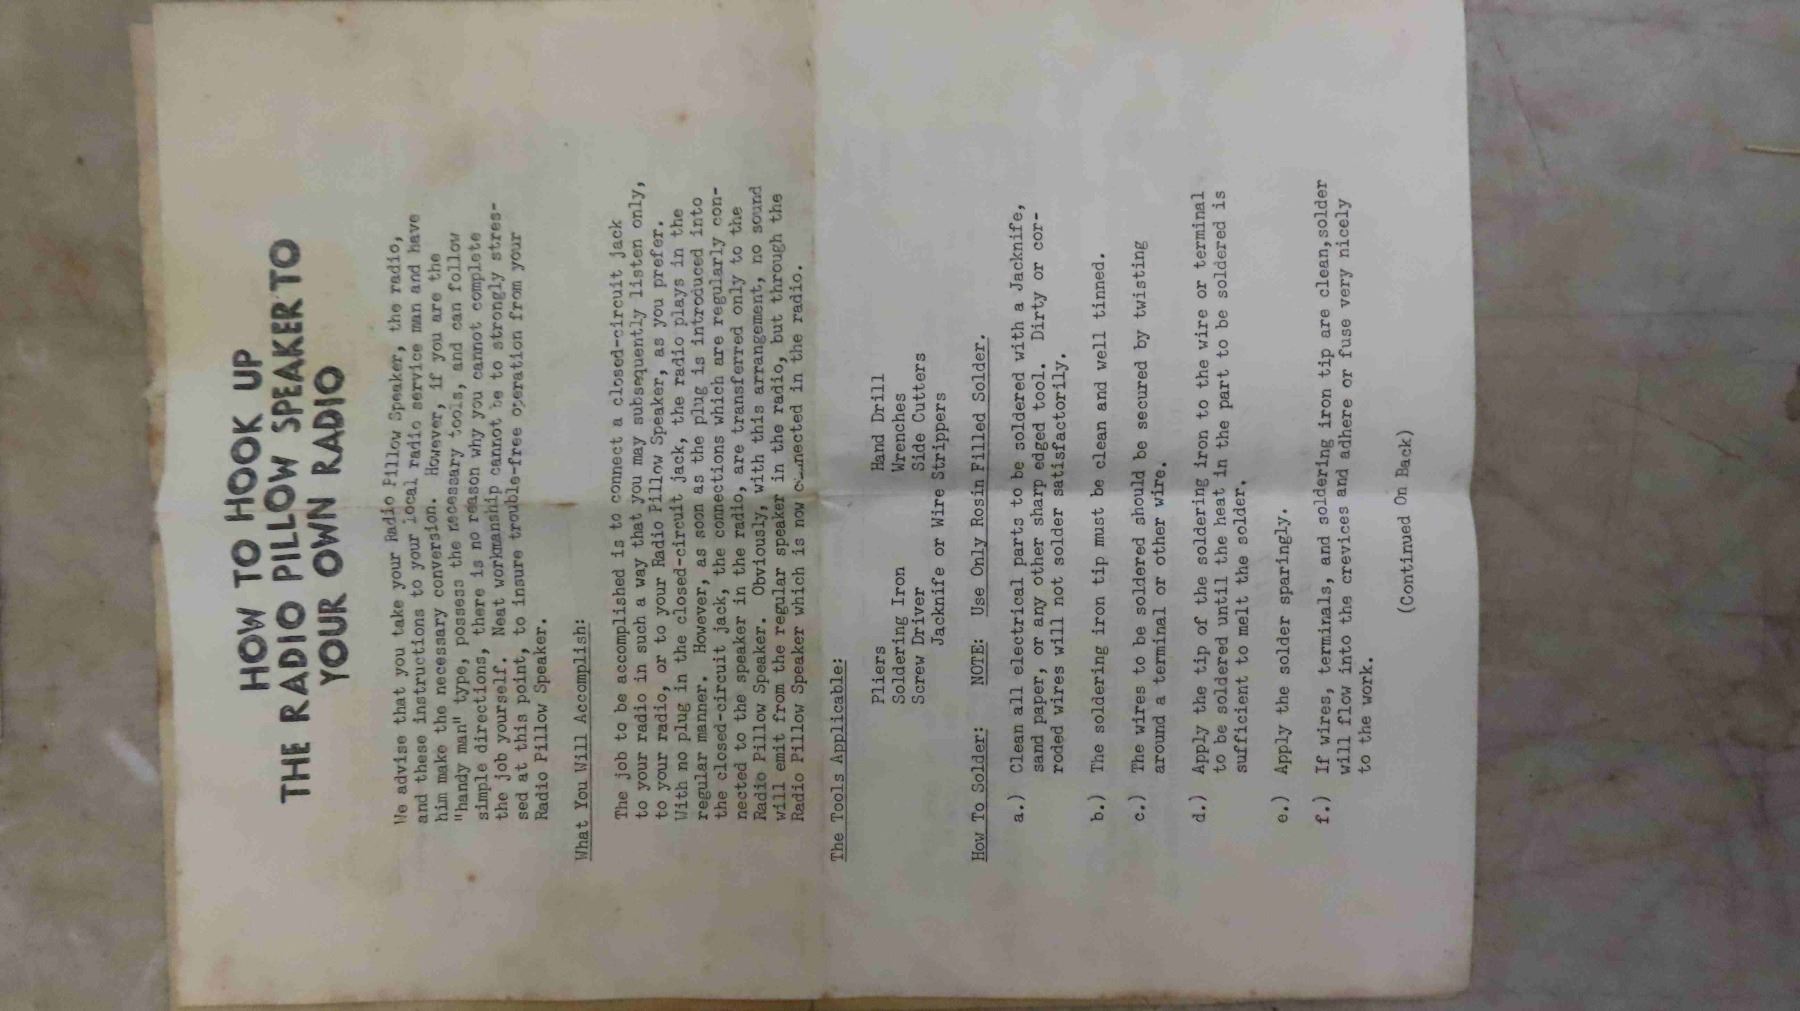 HOW TO HOOK UP
THE RADIO PILLOW SPEAKER TO
YOUR OWN RADIO
We advise that you take your Radio Pillow Speaker, the radio,
and these instructions to your local radio service man and have
him make the necessary conversion. However, if you are the
"handy man" type, possess the necessary tools, and can follow
simple directions, there is no reason why you cannot complete
the job yourself. Neat workmanship cannot be to strongly stres-
sed at this point, to insure trouble-free operation from your
Radio Pillow Speaker.
What You Will Accomplish:
The job to be accomplished is to connect a closed-circuit jack
to your radio in such a way that you may subsequently listen only,
to your radio, or to your Radio Pillow Speaker, as you prefer.
With no plug in the closed-circuit jack, the radio plays in the
regular manner. However, as soon as the plug is introduced into
the closed-circuit jack, the connections which are regularly con-
nected to the speaker in the radio, are transferred only to the
Radio Pillow Speaker. Obviously, with this arrangement, no sound
will emit from the regular speaker in the radio, but through the
Radio Pillow Speaker which is now connected in the radio.
The Tools Applicable:
Pliers Hand Drill
Soldering Iron Wrenches
Screw Driver Side Cutters
Jacknife or Wire Strippers
How To Solder: NOTE: Use Only Rosin Filled Solder.
a.) Clean all electrical parts to be soldered with a Jacknife,
sand paper, or any other sharp edged tool. Dirty or cor-
roded wires will not solder satisfactorily.
b.) The soldering iron tip must be clean and well tinned.
c.) The wires to be soldered should be secured by twisting
around a terminal or other wire.
d.) Apply the tip of the soldering iron to the wire or terminal
to be soldered until the heat in the part to be soldered is
sufficient to melt the solder.
e.) Apply the solder sparingly.
f.) If wires, terminals, and soldering iron tip are clean,solder
will flow into the crevices and adhere or fuse very nicely
to the work.
(Continued On Back)